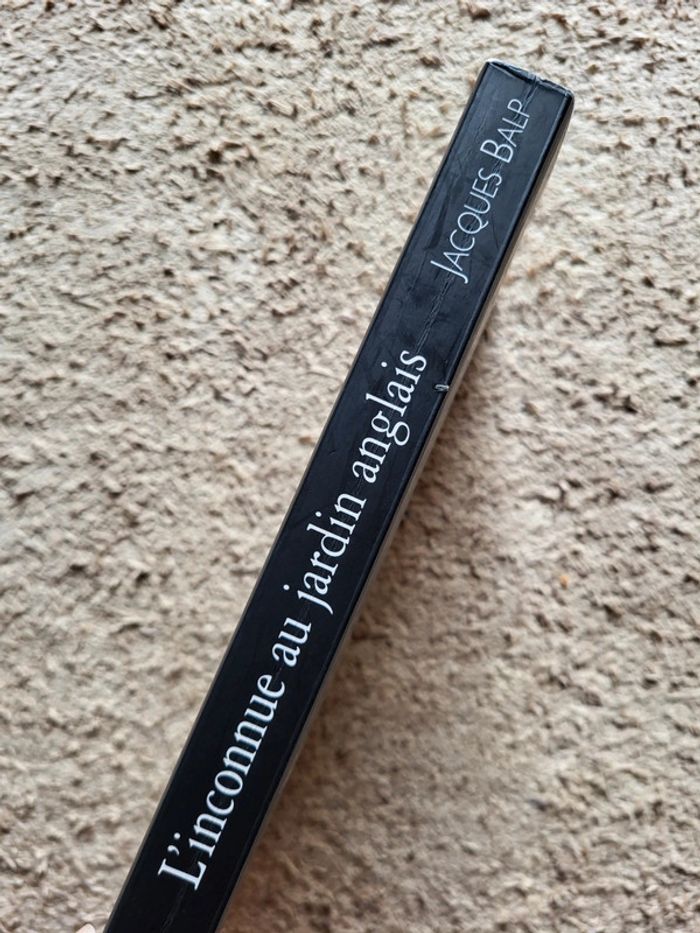 L'inconnue au jardin anglais
JACQUES BALP